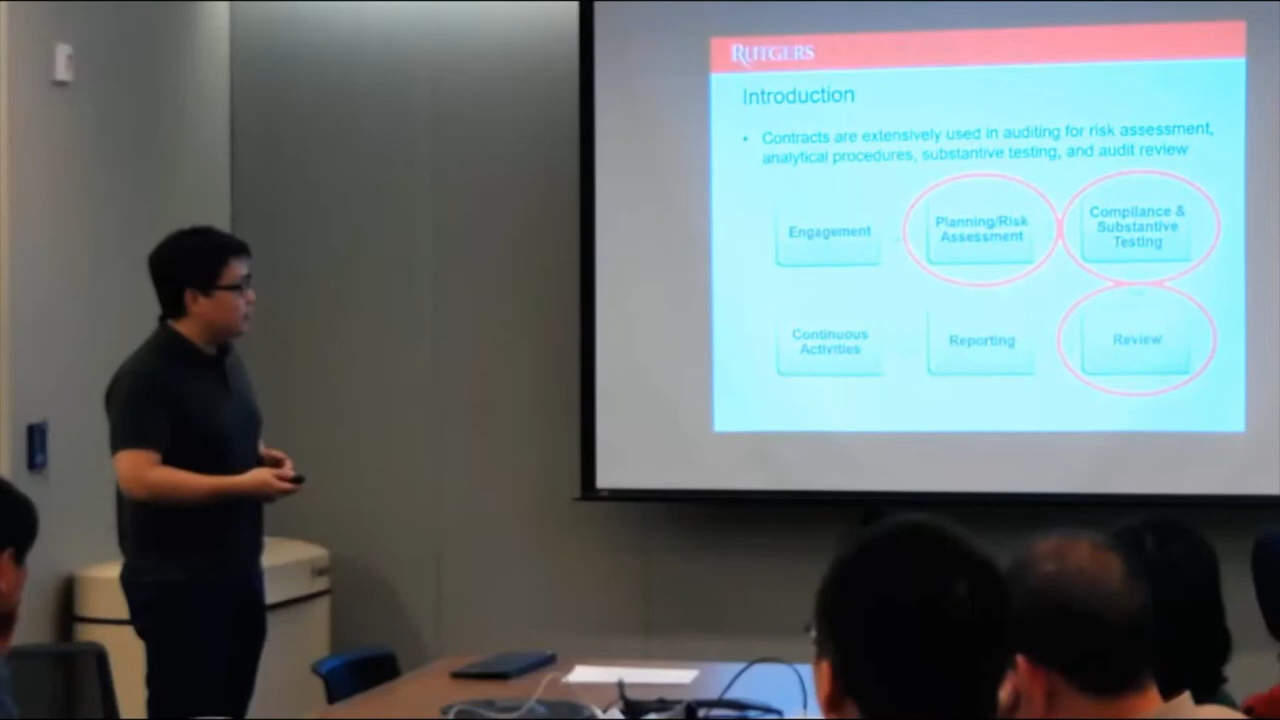 RUTGERS
Introduction
• Contracts are extensively used in auditing for risk assessment,
analytical procedures, substantive testing, and audit review
Engagement
Planning/Risk
Assessment
Compliance &
Substantive
Testing
Continuous
Activities
Reporting
Review